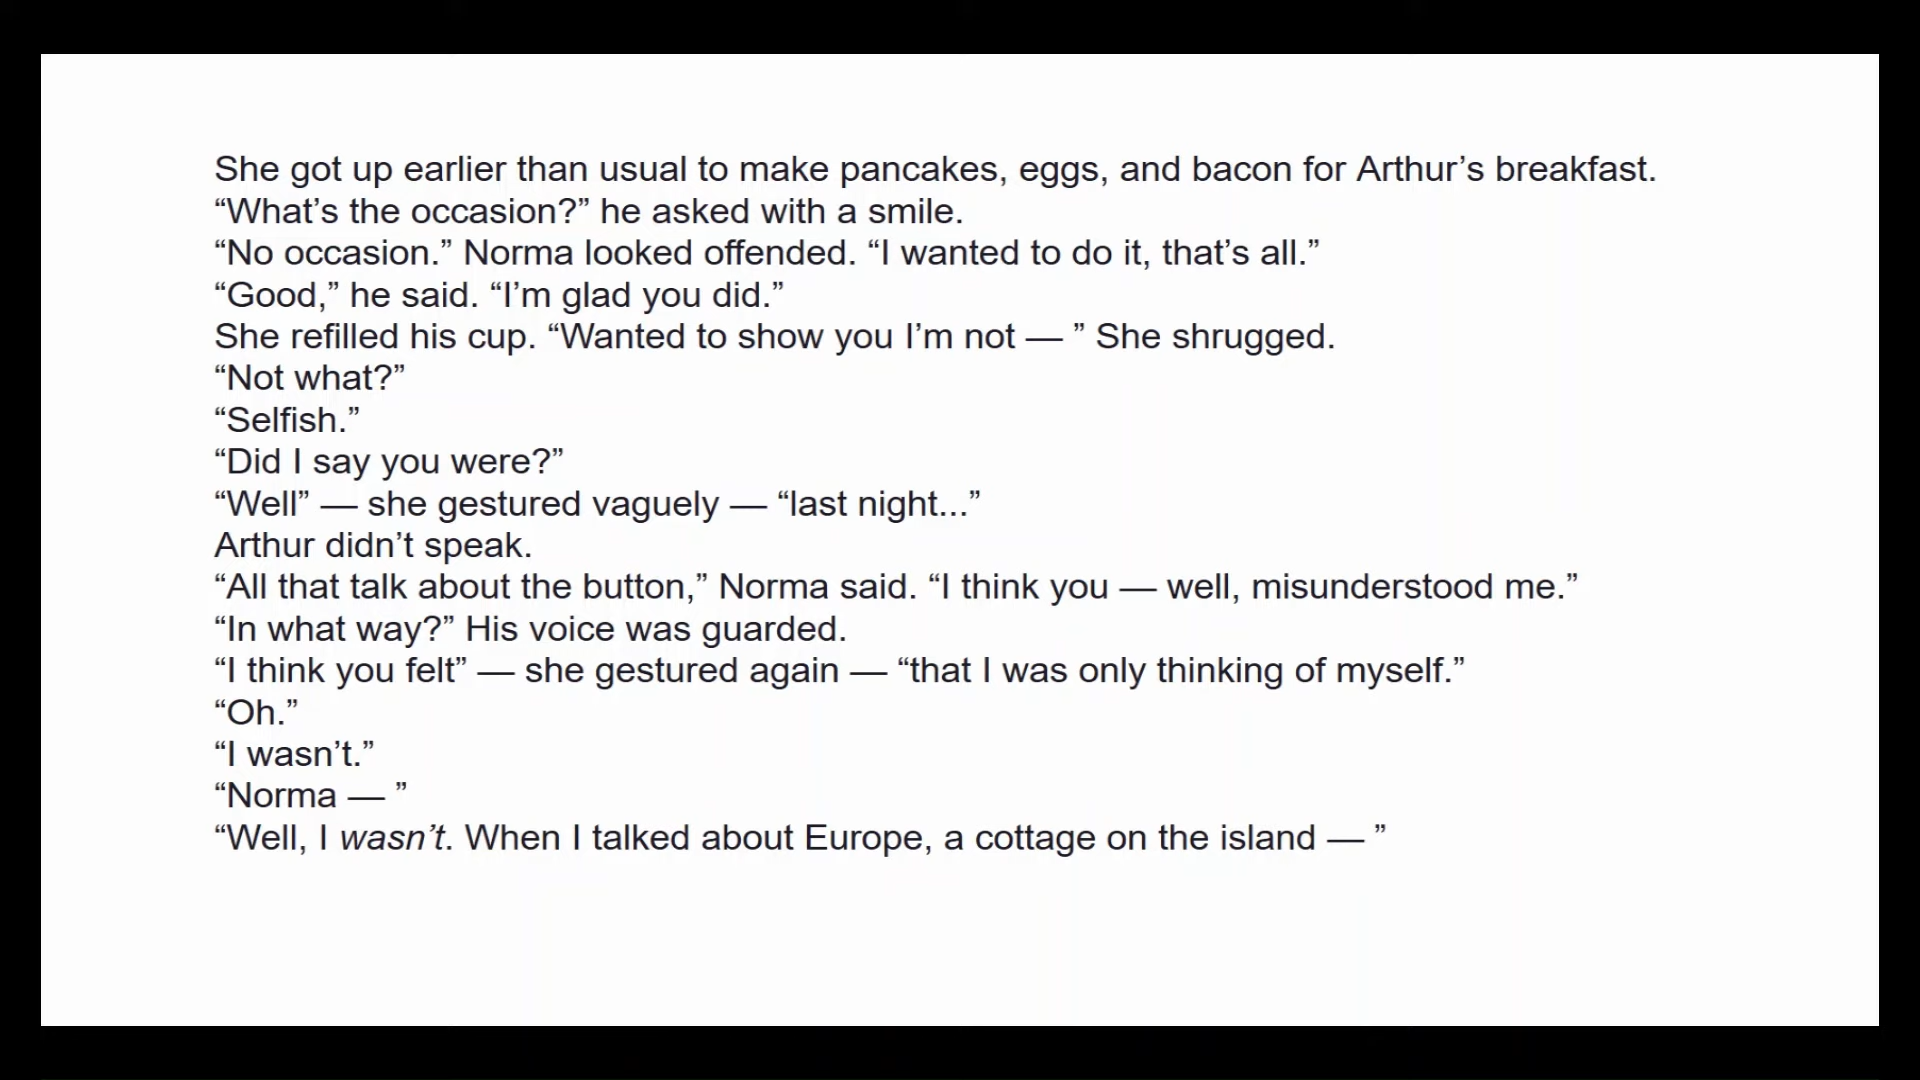 She got up earlier than usual to make pancakes, eggs, and bacon for Arthur’s breakfast.
“What’s the occasion?” he asked with a smile.
“No occasion.” Norma looked offended. “I wanted to do it, that’s all.”
“Good,” he said. “I’m glad you did.”
She refilled his cup. “Wanted to show you I’m not — ” She shrugged.
“Not what?”
“Selfish.”
“Did I say you were?”
“Well” — she gestured vaguely — “last night...”
Arthur didn’t speak.
“All that talk about the button,” Norma said. “I think you — well, misunderstood me.”
“In what way?” His voice was guarded.
“I think you felt” — she gestured again — “that I was only thinking of myself.”
“Oh.”
“I wasn’t.”
“Norma — ”
“Well, I wasn’t. When I talked about Europe, a cottage on the island — ”